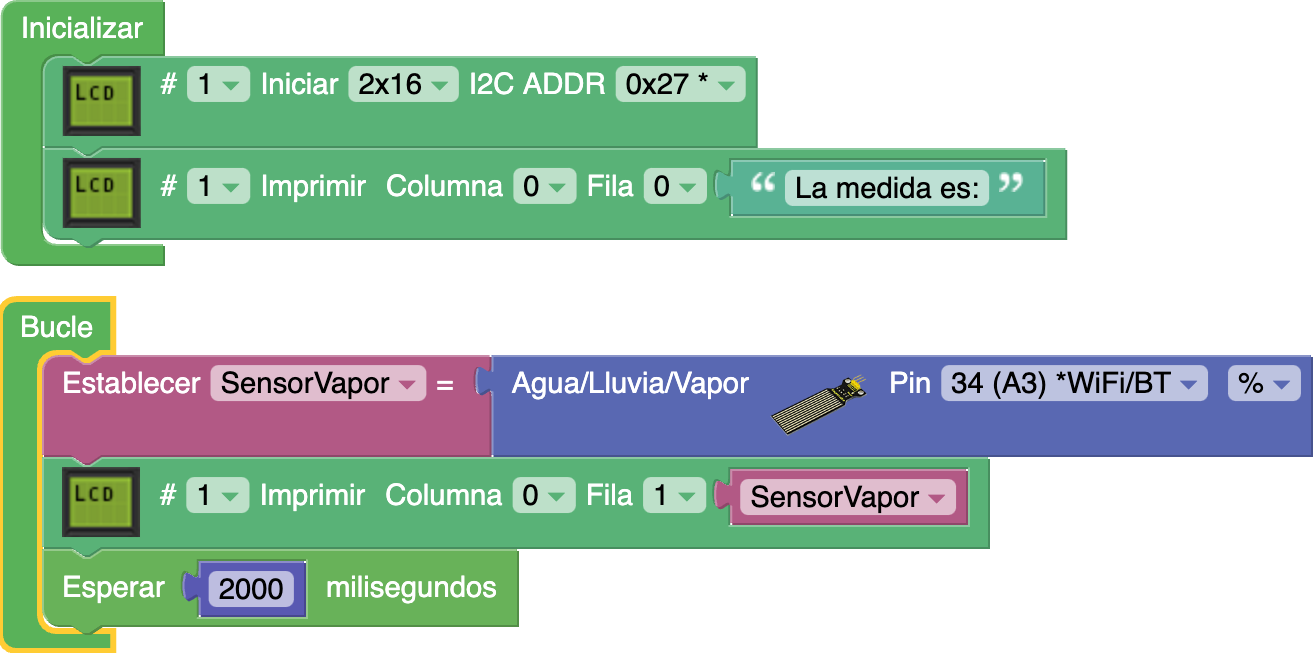 Inicializar
LCD # 1 Iniciar 2x16 I2C ADDR 0x27 *
LCD # 1 Imprimir Columna 0 Fila 0 “ La medida es: ”
Bucle
Establecer SensorVapor = Agua/Lluvia/Vapor Pin 34 (A3) *WiFi/BT %
LCD # 1 Imprimir Columna 0 Fila 1 SensorVapor
Esperar 2000 milisegundos